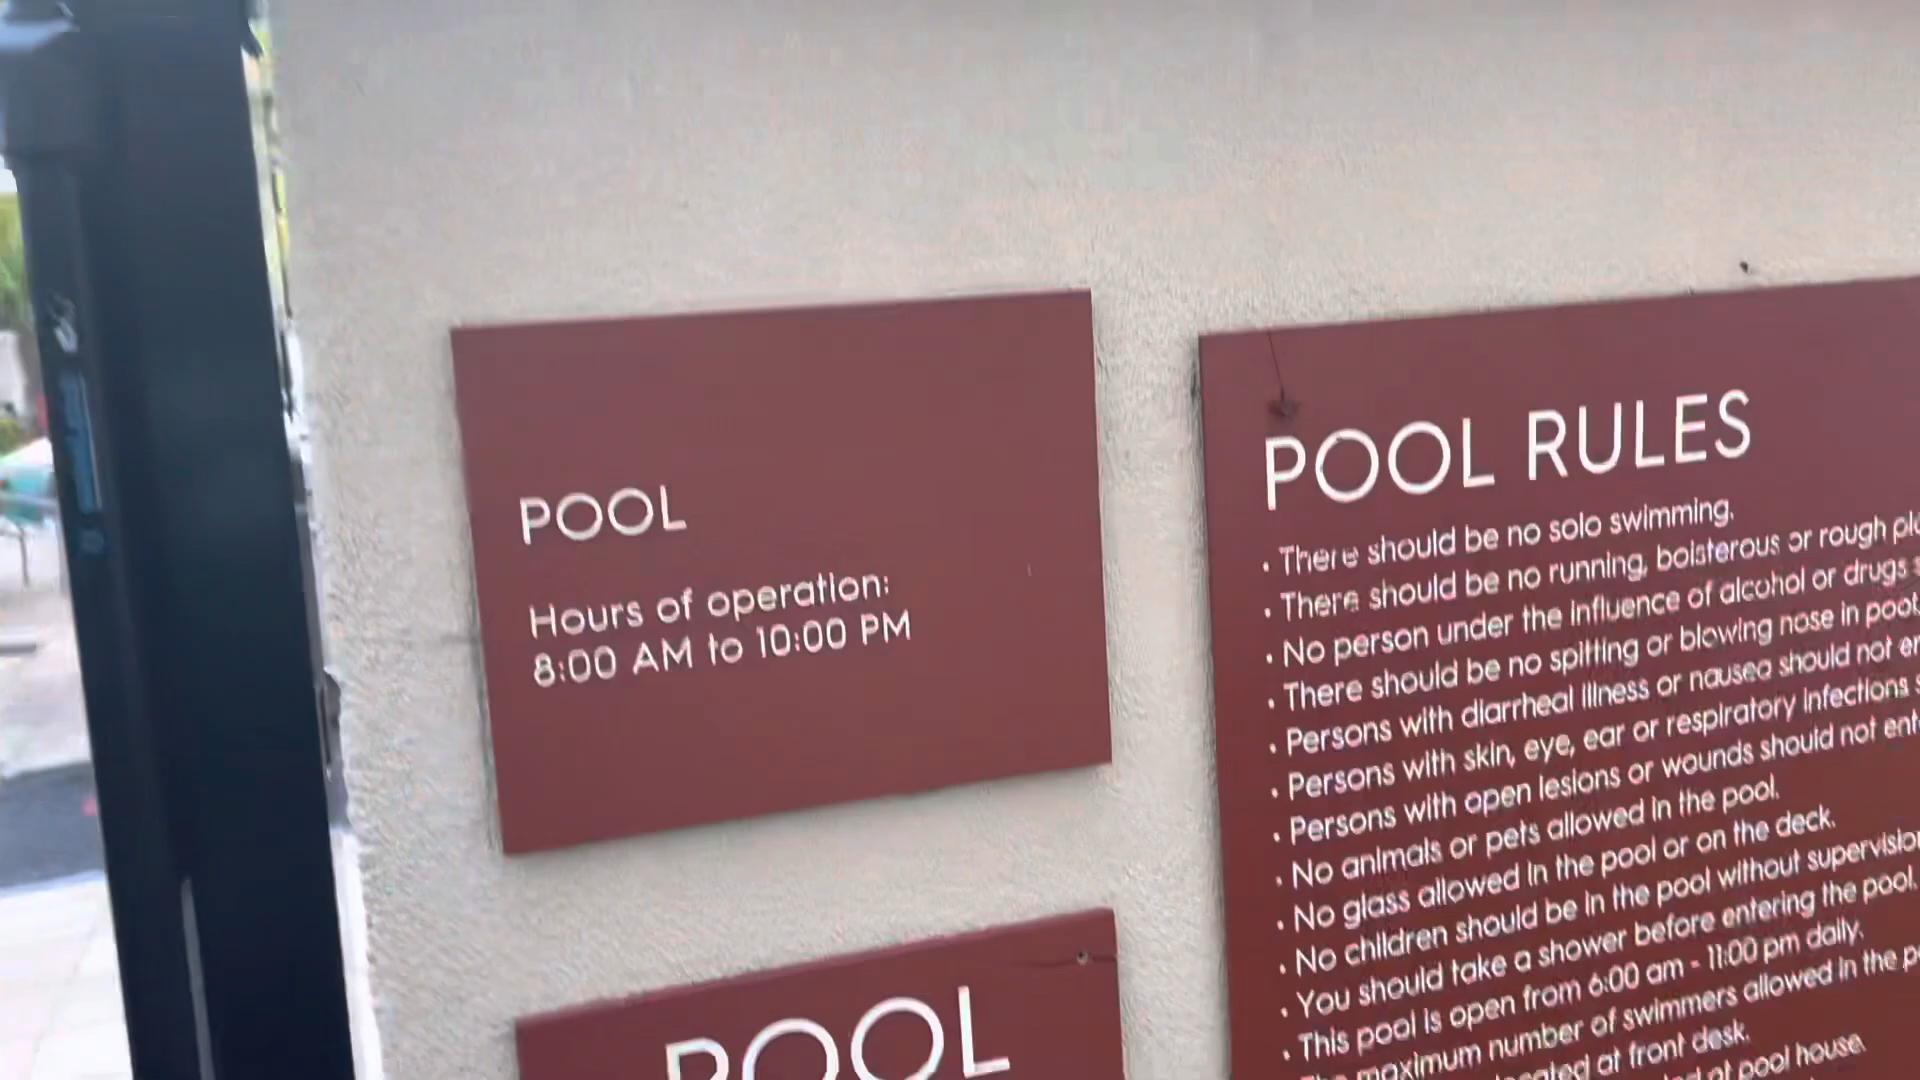 POOL
Hours of operation:
8:00 AM to 10:00 PM
POOL
POOL RULES
• There should be no solo swimming.
• There should be no running, boisterous or rough
• No person under the influence of alcohol or drugs
• There should be no spitting or blowing nose in pool.
• Persons with diarrheal illness or nausea should not
• Persons with skin, eye, ear or respiratory infections
• Persons with open lesions or wounds should not
• No animals or pets allowed in the pool.
• No glass allowed in the pool or on the deck.
• No children should be in the pool without
• You should take a shower before entering the pool.
• This pool is open from 6:00 am - 11:00 pm daily.
maximum number of swimmers allowed in the
at front desk.
at pool house.